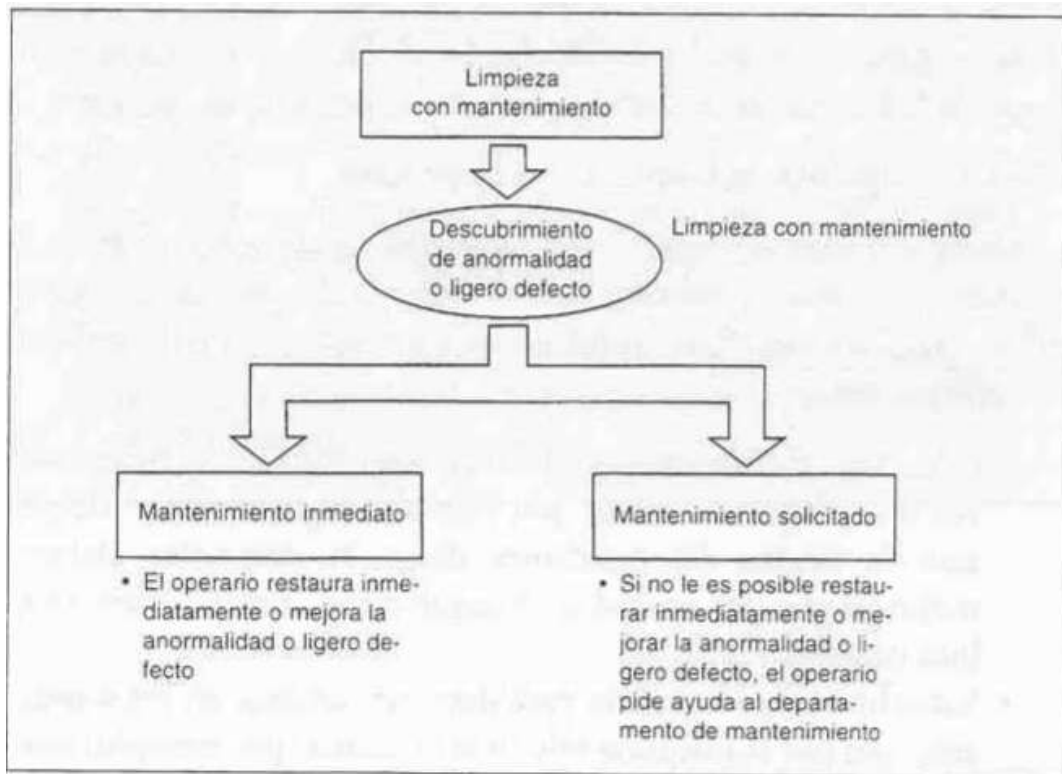 Limpieza
con mantenimiento
Descubrimiento
de anormalidad
o ligero defecto
Limpieza con mantenimiento
Mantenimiento inmediato
Mantenimiento solicitado
• El operario restaura inme-
diatamente o mejora la
anormalidad o ligero de-
fecto
• Si no le es posible restau-
rar inmediatamente o me-
jorar la anormalidad o li-
gero defecto, el operario
pide ayuda al departa-
mento de mantenimiento